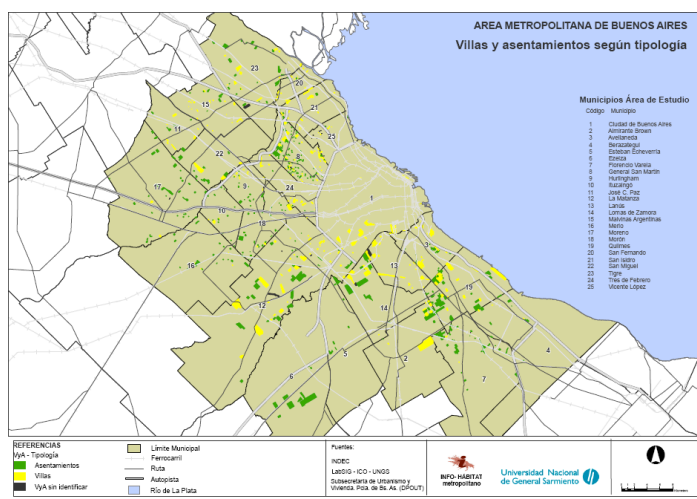 AREA METROPOLITANA DE BUENOS AIRES
Villas y asentamientos según tipología
Municipios Área de Estudio
Código Municipio
1 Ciudad de Buenos Aires
2 Almirante Brown
3 Avellaneda
4 Berazategui
5 Esteban Echeverría
6 Ezeiza
7 Florencio Varela
8 General San Martín
9 Hurlingham
10 Ituzaingó
11 José C. Paz
12 La Matanza
13 Lanús
14 Lomas de Zamora
15 Malvinas Argentinas
16 Merlo
17 Moreno
18 Morón
19 Quilmes
20 San Fernando
21 San Isidro
22 San Miguel
23 Tigre
24 Tres de Febrero
25 Vicente López
23
20
15
21
11
25
22
8
17
9
24
10
1
18
3
16
13
19
12
14
5
2
4
6
7
REFERENCIAS
VyA - Tipología
Asentamientos
Villas
VyA sin identificar
Límite Municipal
Ferrocarril
Ruta
Autopista
Río de La Plata
Fuentes:
INDEC
LabSIG - ICO - UNGS
Subsecretaría de Urbanismo y
Vivienda. Pcia. de Bs. As. (DPOUT)
INFO-HÁBITAT
metropolitano
Universidad Nacional
de General Sarmiento